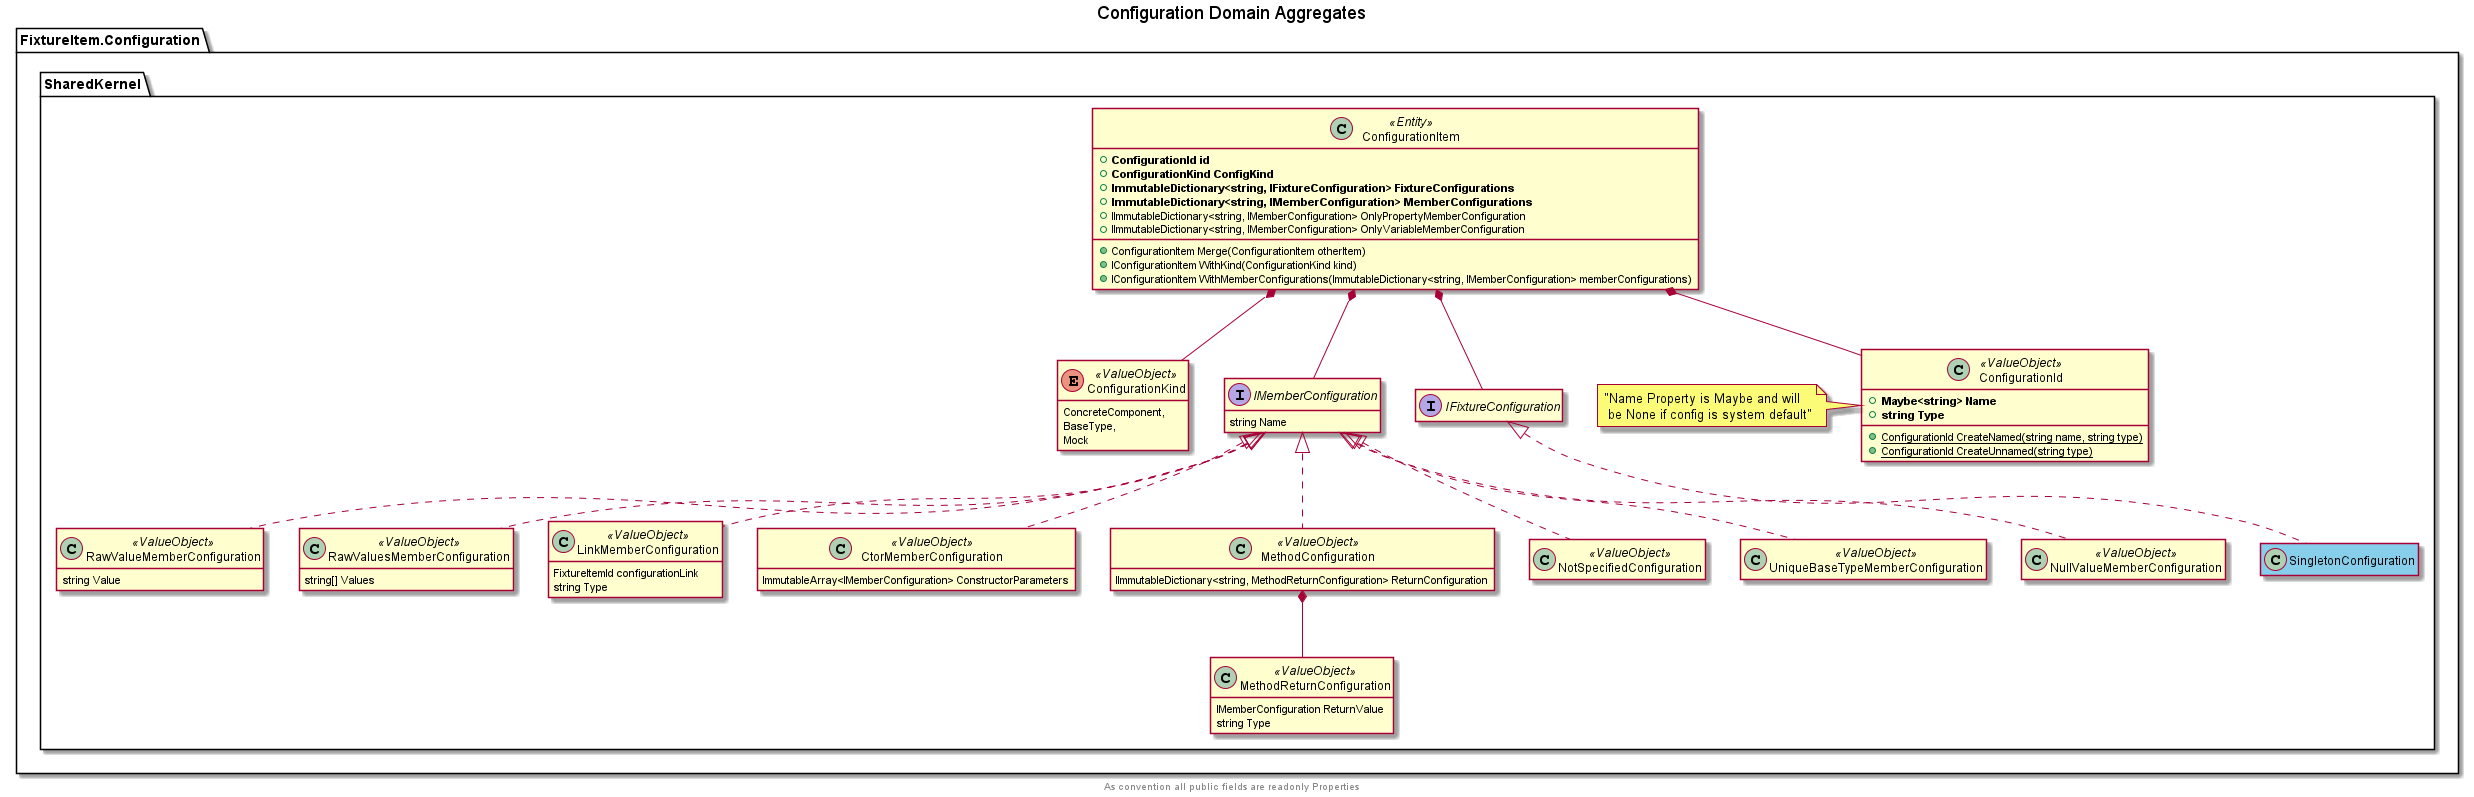 Configuration Domain Aggregates
FixtureItem.Configuration
SharedKernel
C
«Entity»
ConfigurationItem
ConfigurationId id
ConfigurationKind ConfigKind
ImmutableDictionary<string, IFixtureConfiguration> FixtureConfigurations
ImmutableDictionary<string, IMemberConfiguration> MemberConfigurations
IImmutableDictionary<string, IMemberConfiguration> OnlyPropertyMemberConfiguration
IImmutableDictionary<string, IMemberConfiguration> OnlyVariableMemberConfiguration
ConfigurationItem Merge(ConfigurationItem otherItem)
IConfigurationItem WithKind(ConfigurationKind kind)
IConfigurationItem WithMemberConfigurations(ImmutableDictionary<string, IMemberConfiguration> memberConfigurations)
E
«ValueObject»
ConfigurationKind
ConcreteComponent,
BaseType,
Mock
I
IMemberConfiguration
string Name
I
IFixtureConfiguration
"Name Property is Maybe and will
be None if config is system default"
C
«ValueObject»
ConfigurationId
Maybe<string> Name
string Type
ConfigurationId CreateNamed(string name, string type)
ConfigurationId CreateUnnamed(string type)
C
«ValueObject»
RawValueMemberConfiguration
string Value
C
«ValueObject»
RawValuesMemberConfiguration
string[] Values
C
«ValueObject»
LinkMemberConfiguration
FixtureItemId configurationLink
string Type
C
«ValueObject»
CtorMemberConfiguration
ImmutableArray<IMemberConfiguration> ConstructorParameters
C
«ValueObject»
MethodConfiguration
IImmutableDictionary<string, MethodReturnConfiguration> ReturnConfiguration
C
«ValueObject»
NotSpecifiedConfiguration
C
«ValueObject»
UniqueBaseTypeMemberConfiguration
C
«ValueObject»
NullValueMemberConfiguration
C
SingletonConfiguration
C
«ValueObject»
MethodReturnConfiguration
IMemberConfiguration ReturnValue
string Type
As convention all public fields are readonly Properties